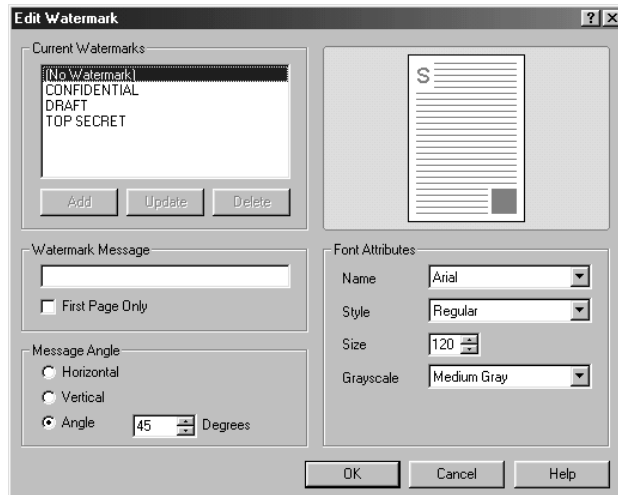 Edit Watermark
Current Watermarks
(No Watermark)
CONFIDENTIAL
DRAFT
TOP SECRET
Add Update Delete
S
Watermark Message
First Page Only
Message Angle
Horizontal
Vertical
Angle 45 Degrees
Font Attributes
Name Arial
Style Regular
Size 120
Grayscale Medium Gray
OK Cancel Help